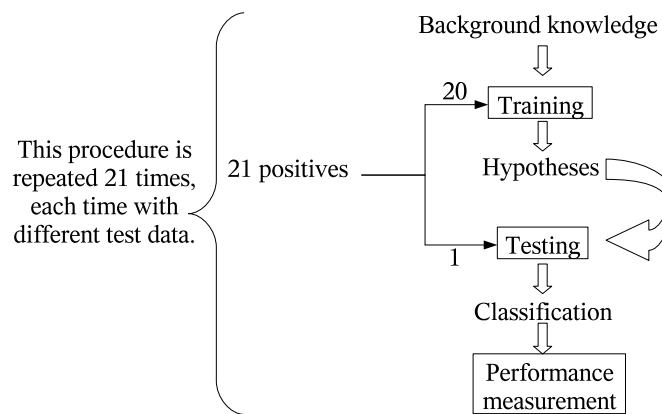 Background knowledge
20
Training
This procedure is
repeated 21 times,
each time with
different test data.
21 positives
Hypotheses
1
Testing
Classification
Performance
measurement